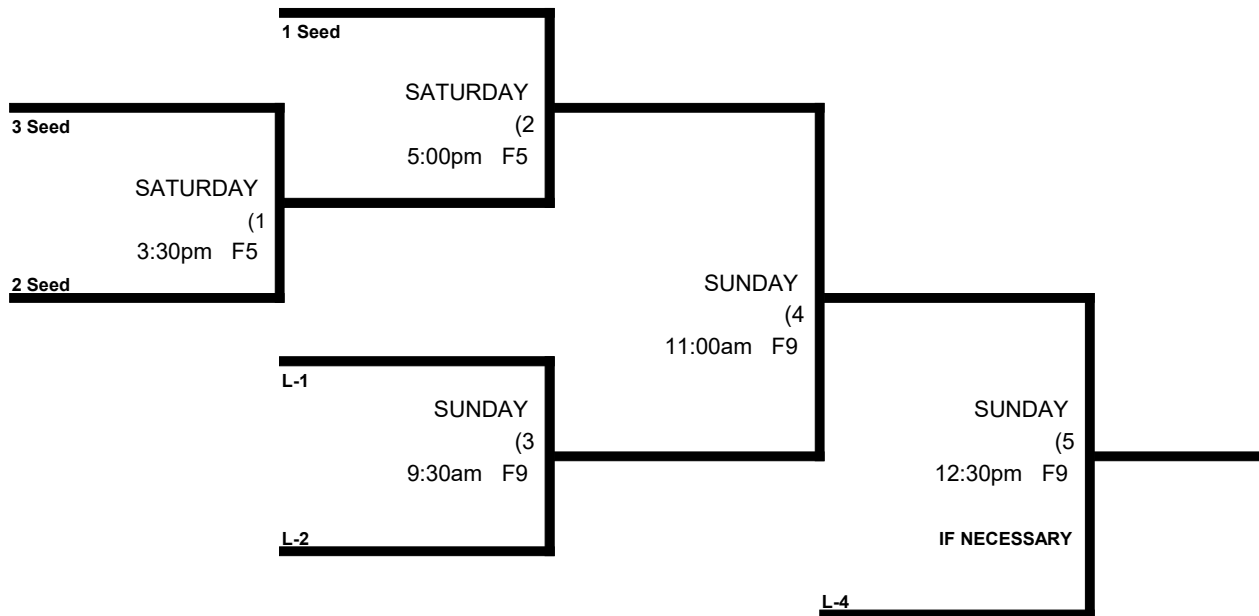 1 Seed
SATURDAY
(2
5:00pm F5
3 Seed
SATURDAY
(1
3:30pm F5
2 Seed
SUNDAY
(4
11:00am F9
L-1
SUNDAY
(3
9:30am F9
L-2
SUNDAY
(5
12:30pm F9
IF NECESSARY
L-4